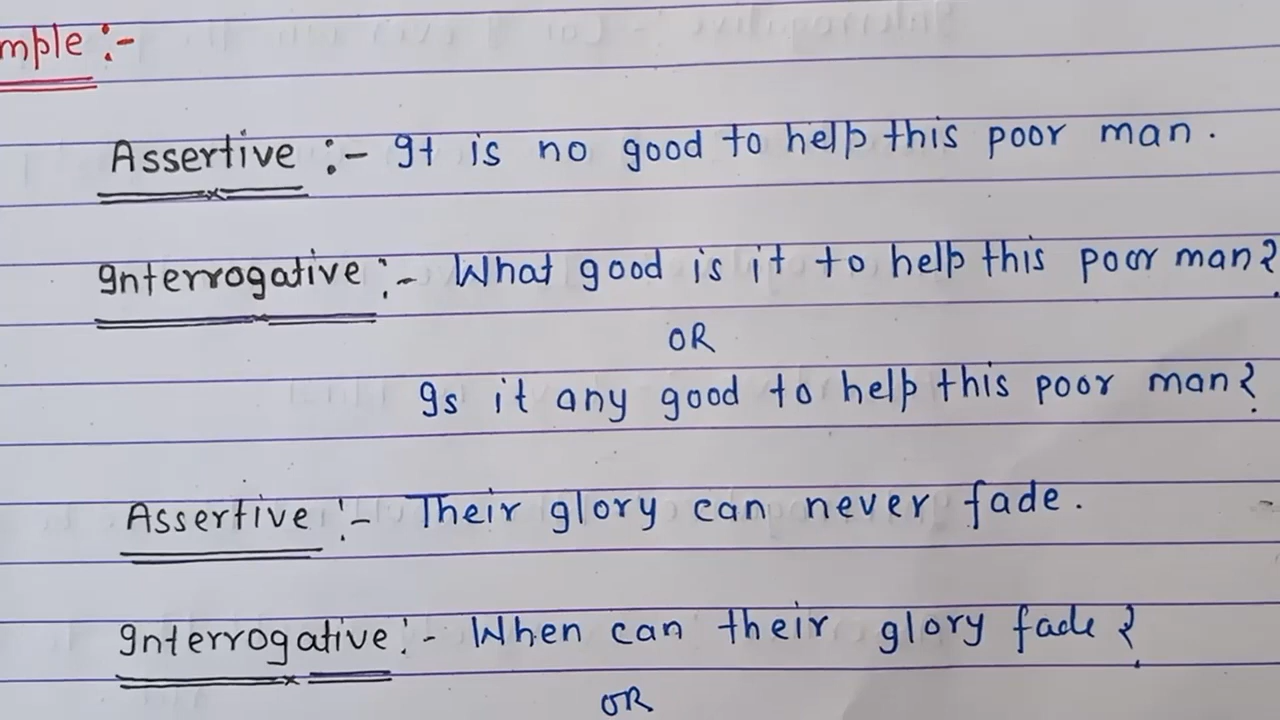 mple :-
Assertive :- It is no good to help this poor man.
Interrogative :- What good is it to help this poor man?
OR
Is it any good to help this poor man?
Assertive :- Their glory can never fade.
Interrogative :- When can their glory fade?
OR